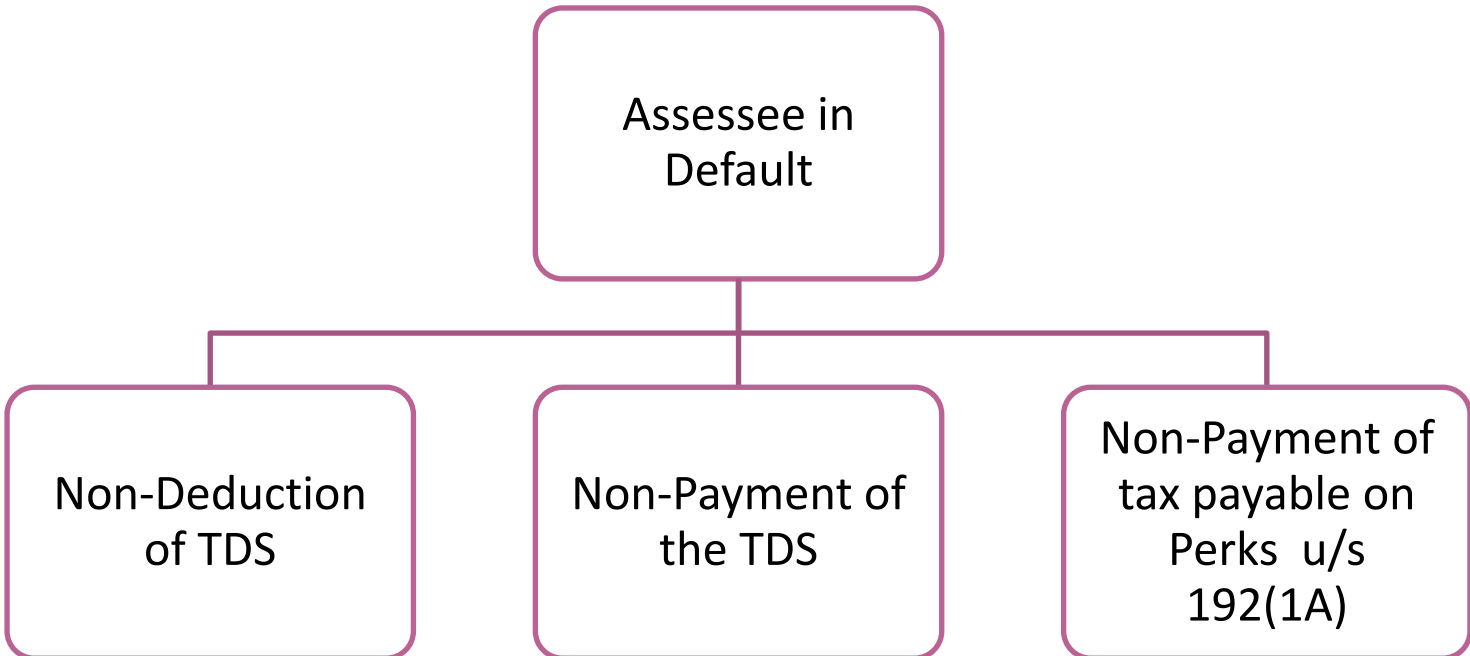 Assessee in
Default
Non-Deduction
of TDS
Non-Payment of
the TDS
Non-Payment of
tax payable on
Perks u/s
192(1A)